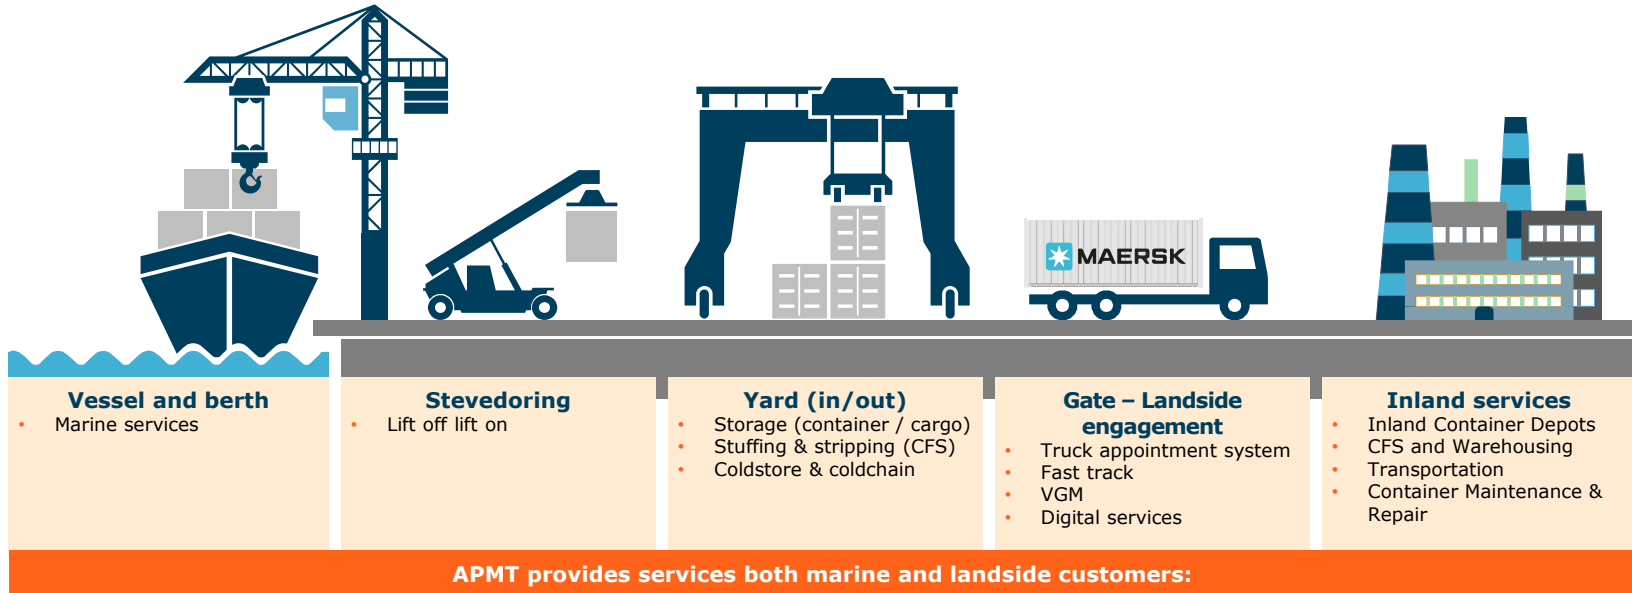 MAERSK
Vessel and berth
• Marine services
Stevedoring
• Lift off lift on
Yard (in/out)
• Storage (container / cargo)
• Stuffing & stripping (CFS)
• Coldstore & coldchain
Gate – Landside
engagement
• Truck appointment system
• Fast track
• VGM
• Digital services
Inland services
• Inland Container Depots
• CFS and Warehousing
• Transportation
• Container Maintenance &
Repair
APMT provides services both marine and landside customers: